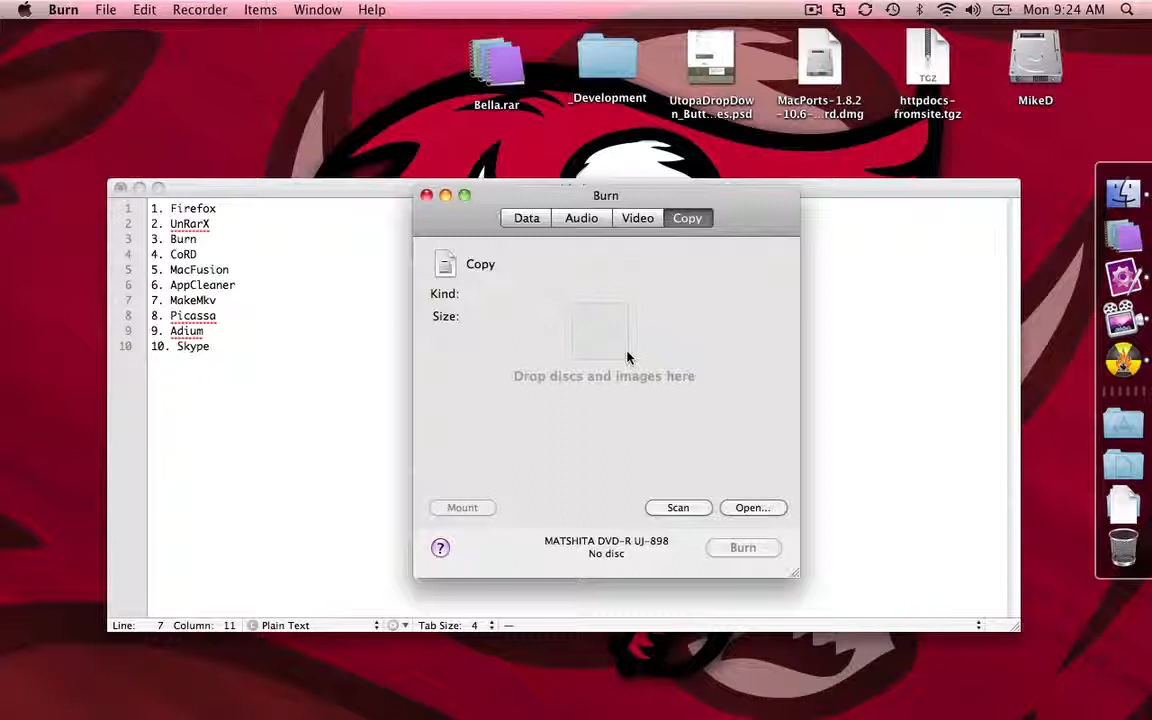 Burn File Edit Recorder Items Window Help Mon 9:24 AM
Bella.rar
_Development
UtopaDropDow
n_Butt...es.psd
MacPorts-1.8.2
-10.6-...rd.dmg
TGZ
httpdocs-
fromsite.tgz
MikeD
1 1. Firefox
2 2. UnRarX
3 3. Burn
4 4. CoRD
5 5. MacFusion
6 6. AppCleaner
7 7. MakeMkv
8 8. Picassa
9 9. Adium
10 10. Skype
Line: 7 Column: 11 Plain Text Tab Size: 4 —
Burn
Data Audio Video Copy
Copy
Kind:
Size:
Drop discs and images here
Mount Scan Open...
? MATSHITA DVD-R UJ-898
No disc
Burn